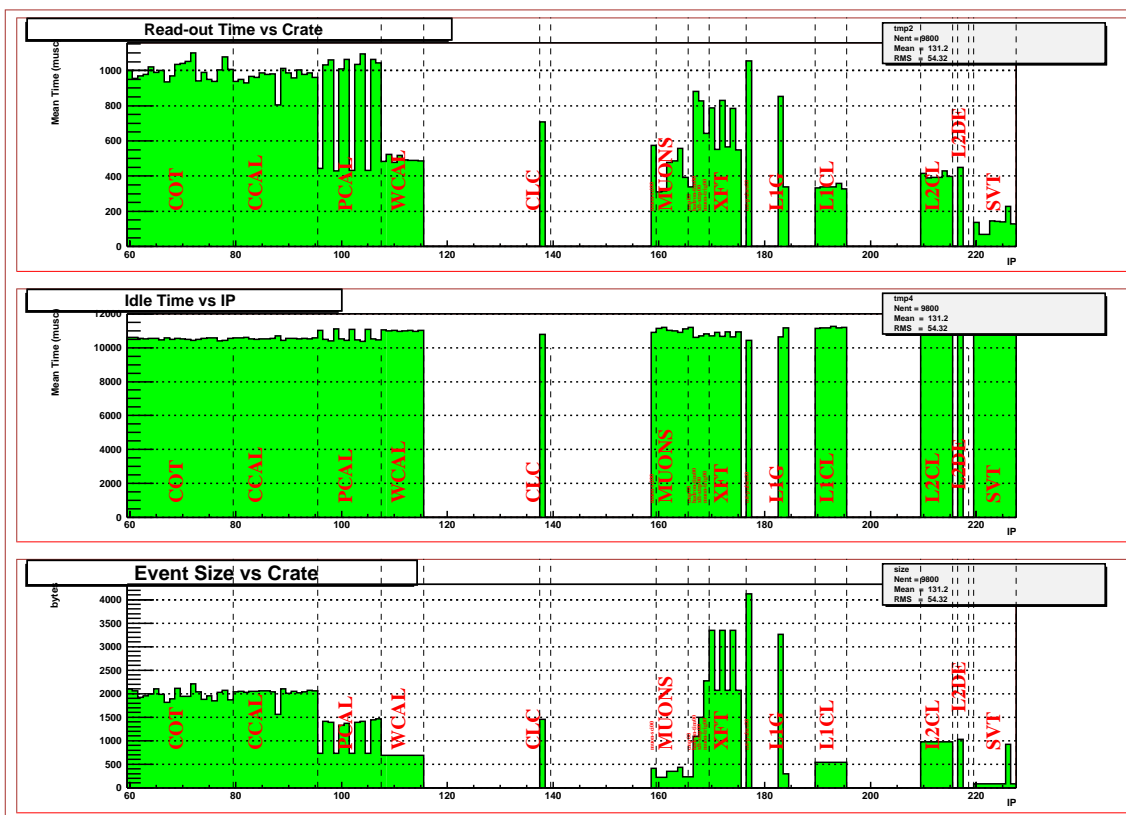 Read-out Time vs Crate
tmp2
Nent = 9800
Mean = 131.2
RMS = 54.32
Mean Time (musc)
1000
800
600
400
200
0
COT
CCAL
PCAL
WCAL
CLC
MUONS
XFT
L1G
L1CL
L2CL
L2DE
SVT
60 80 100 120 140 160 180 200 220
IP
Idle Time vs IP
tmp4
Nent = 9800
Mean = 131.2
RMS = 54.32
Mean Time (musc)
12000
10000
8000
6000
4000
2000
0
COT
CCAL
PCAL
WCAL
CLC
MUONS
XFT
L1G
L1CL
L2CL
L2DE
SVT
60 80 100 120 140 160 180 200 220
IP
Event Size vs Crate
size
Nent = 9800
Mean = 131.2
RMS = 54.32
bytes
4000
3500
3000
2500
2000
1500
1000
500
0
COT
CCAL
PCAL
WCAL
CLC
MUONS
XFT
L1G
L1CL
L2CL
L2DE
SVT
60 80 100 120 140 160 180 200 220
IP